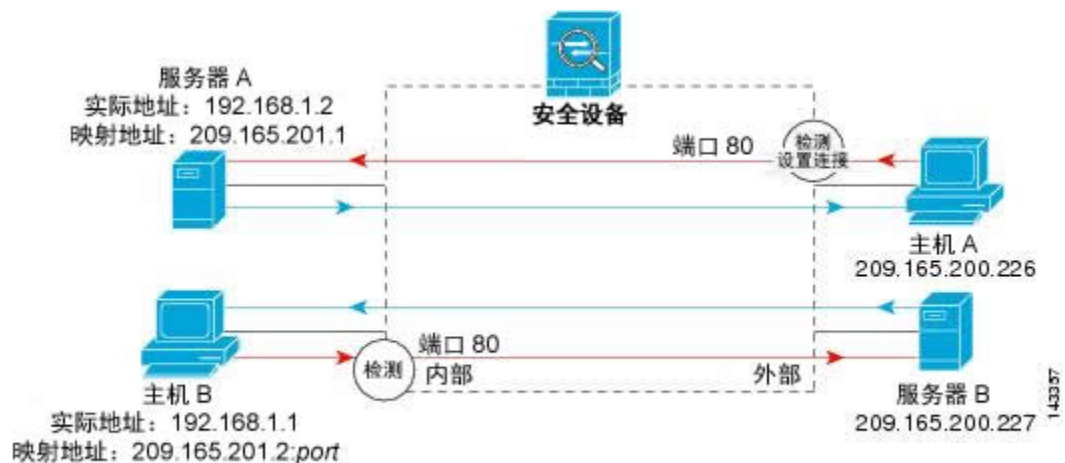 服务器 A
实际地址：192.168.1.2
映射地址：209.165.201.1
安全设备
端口 80
检测
设置连接
主机 A
209.165.200.226
端口 80
检测
内部
外部
主机 B
实际地址：192.168.1.1
映射地址：209.165.201.2:port
服务器 B
209.165.200.227
143357